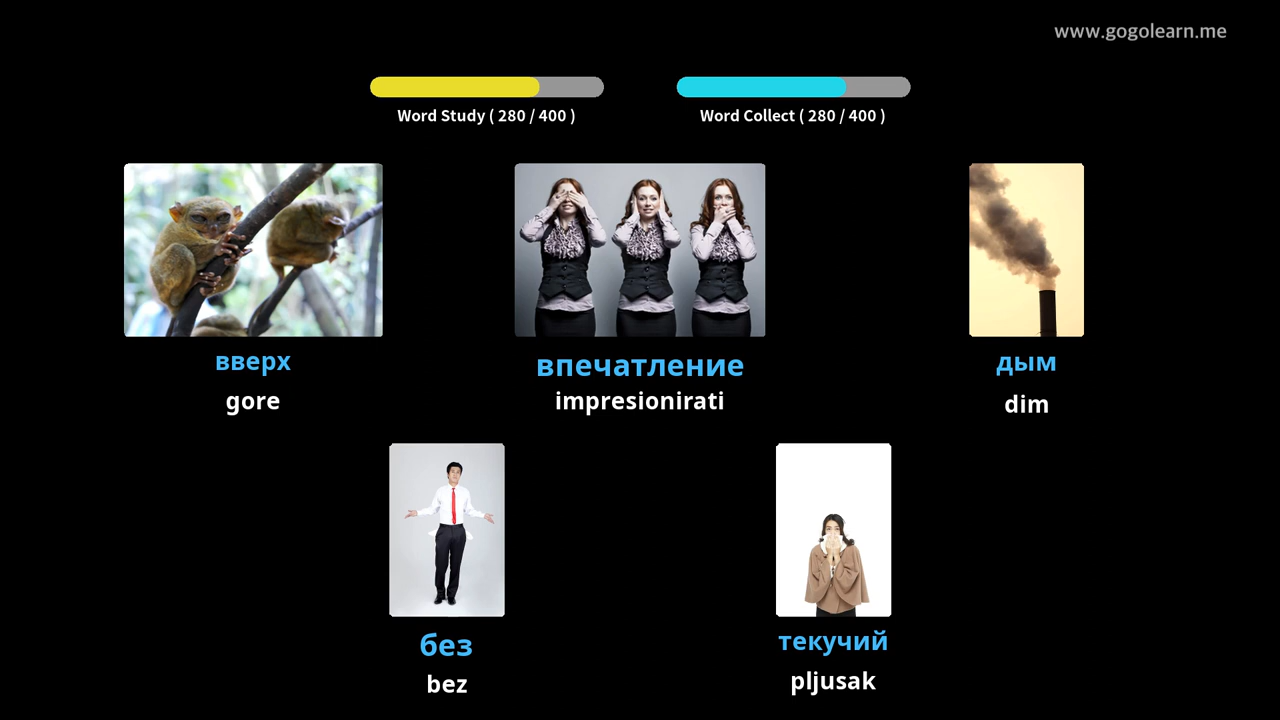 www.gogolearn.me
Word Study ( 280 / 400 )
Word Collect ( 280 / 400 )
вверх
gore
впечатление
impresionirati
дым
dim
без
bez
текучий
pljusak